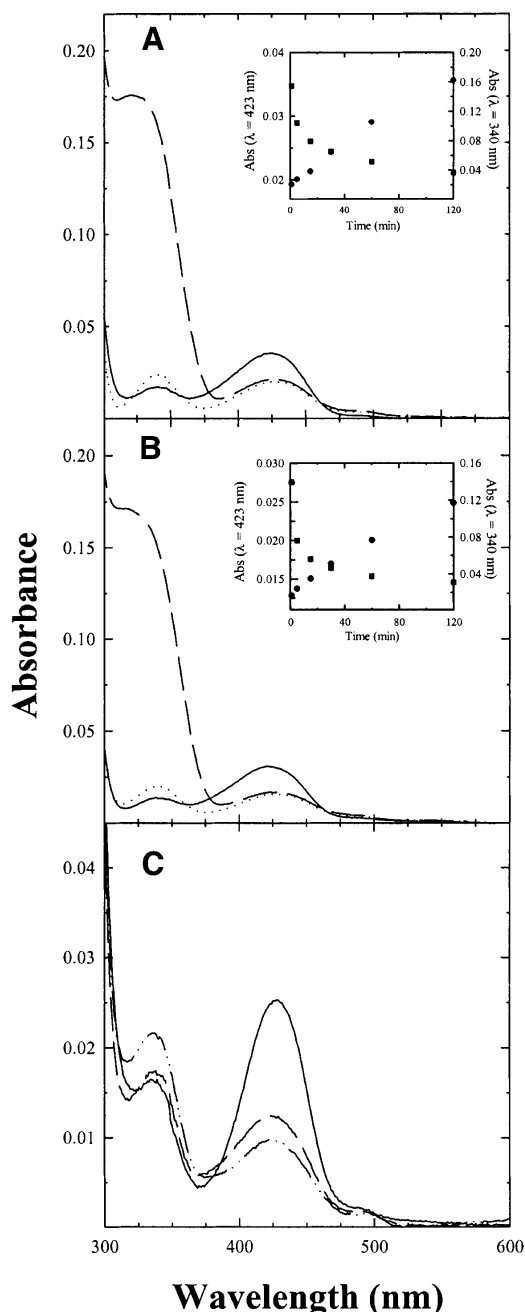 Absorbance
A
0.20
0.15
0.10
0.05
0.04
0.03
0.02
Abs (λ = 423 nm)
0.20
0.16
0.12
0.08
0.04
Abs (λ = 340 nm)
0 40 80 120
Time (min)
B
0.20
0.15
0.10
0.05
0.030
0.025
0.020
0.015
Abs (λ = 423 nm)
0.16
0.12
0.08
0.04
Abs (λ = 340 nm)
0 40 80 120
Time (min)
C
0.04
0.03
0.02
0.01
300 400 500 600
Wavelength (nm)